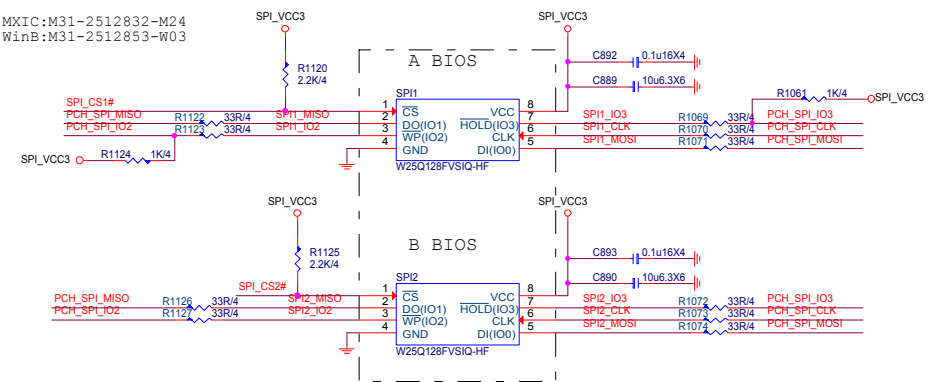 MXIC:M31-2512832-M24
WinB:M31-2512853-W03
SPI_VCC3
SPI_VCC3
A BIOS
R1120
2.2K/4
C892 0.1u16X4
C889 10u6.3X6
R1061 1K/4
SPI_VCC3
SPI_CS1#
PCH_SPI_MISO R1122 33R/4 SPI1_MISO
PCH_SPI_IO2 R1123 33R/4 SPI1_IO2
SPI_VCC3 R1124 1K/4
SPI1
1 CS VCC 8
2 DO(IO1) HOLD(IO3) 7
3 WP(IO2) CLK 6
4 GND DI(IO0) 5
W25Q128FVSIQ-HF
SPI1_IO3 R1069 33R/4 PCH_SPI_IO3
SPI1_CLK R1070 33R/4 PCH_SPI_CLK
SPI1_MOSI R1071 33R/4 PCH_SPI_MOSI
SPI_VCC3
SPI_VCC3
B BIOS
R1125
2.2K/4
C893 0.1u16X4
C890 10u6.3X6
SPI_CS2#
PCH_SPI_MISO R1126 33R/4 SPI2_MISO
PCH_SPI_IO2 R1127 33R/4 SPI2_IO2
SPI2
1 CS VCC 8
2 DO(IO1) HOLD(IO3) 7
3 WP(IO2) CLK 6
4 GND DI(IO0) 5
W25Q128FVSIQ-HF
SPI2_IO3 R1072 33R/4 PCH_SPI_IO3
SPI2_CLK R1073 33R/4 PCH_SPI_CLK
SPI2_MOSI R1074 33R/4 PCH_SPI_MOSI